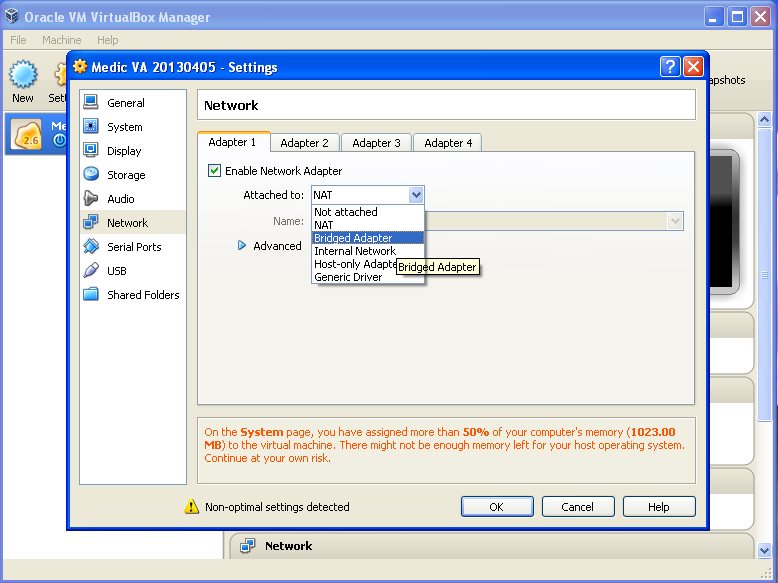 Oracle VM VirtualBox Manager
File Machine Help
New
apshots
2.6
Medic VA 20130405 - Settings
General
System
Display
Storage
Audio
Network
Serial Ports
USB
Shared Folders
Network
Adapter 1 Adapter 2 Adapter 3 Adapter 4
Enable Network Adapter
Attached to: NAT
Not attached
NAT
Bridged Adapter
Internal Network
Host-only Adapte
Generic Driver
Bridged Adapter
Name:
Advanced
On the System page, you have assigned more than 50% of your computer's memory (1023.00
MB) to the virtual machine. There might not be enough memory left for your host operating system.
Continue at your own risk.
Non-optimal settings detected
OK Cancel Help
Network